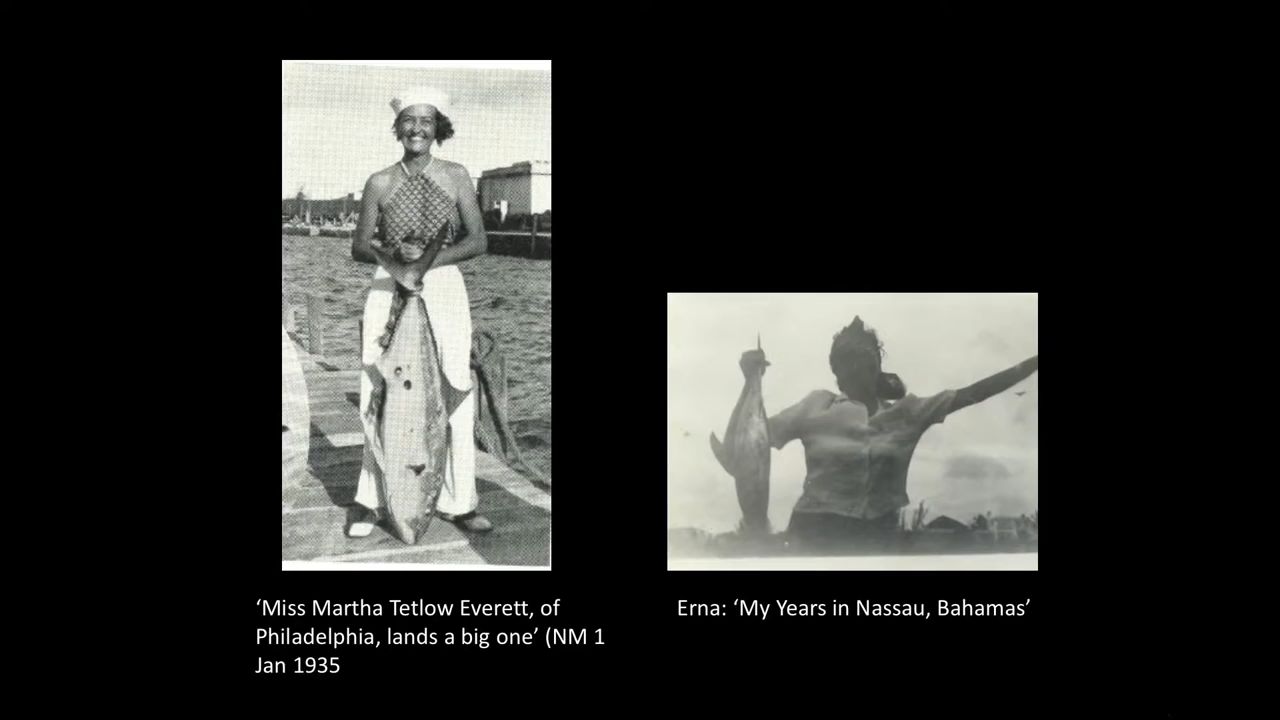 ‘Miss Martha Tetlow Everett, of
Philadelphia, lands a big one’ (NM 1
Jan 1935
Erna: ‘My Years in Nassau, Bahamas’